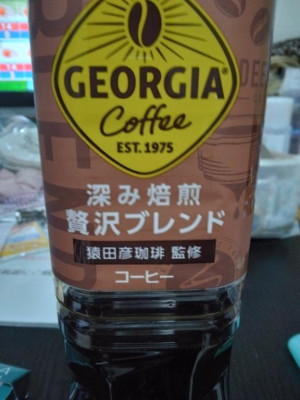 GEORGIA
Coffee
EST. 1975
深み焙煎
贅沢ブレンド
猿田彦珈琲 監修
コーヒー